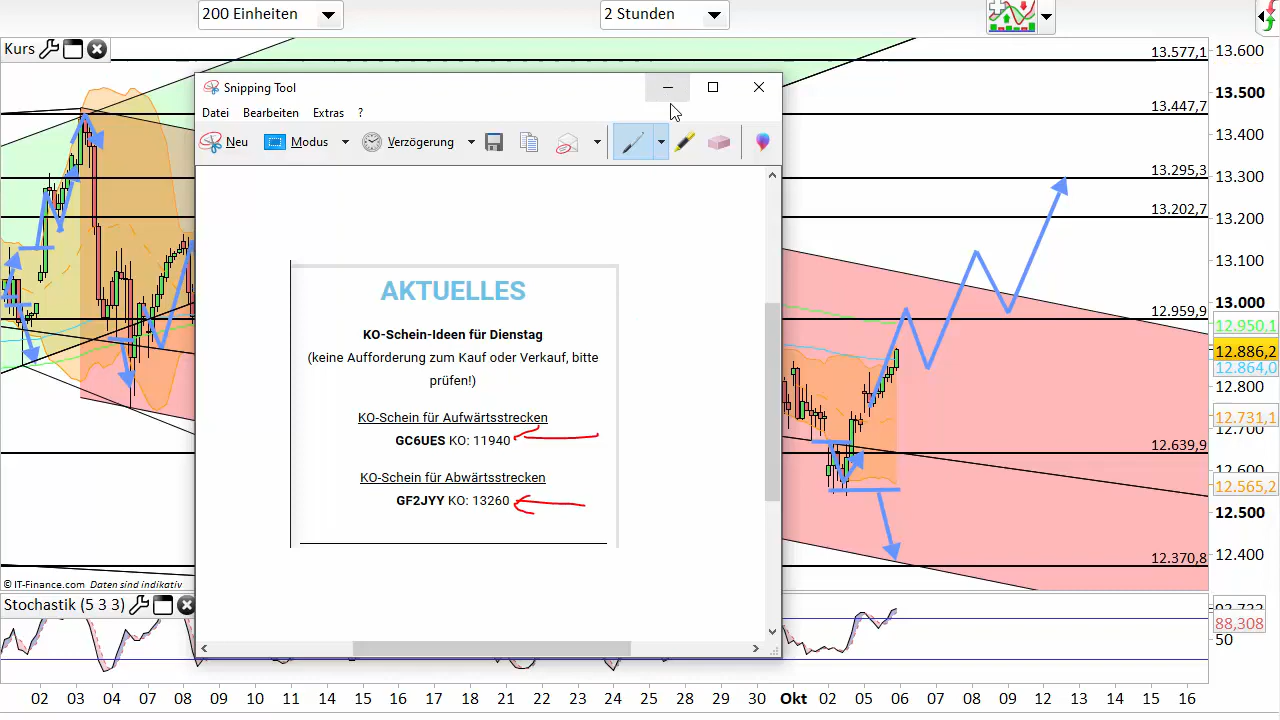 200 Einheiten
2 Stunden
Kurs
Snipping Tool
Datei Bearbeiten Extras ?
Neu Modus Verzögerung
AKTUELLES
KO-Schein-Ideen für Dienstag
(keine Aufforderung zum Kauf oder Verkauf, bitte
prüfen!)
KO-Schein für Aufwärtsstrecken
GC6UES KO: 11940
KO-Schein für Abwärtsstrecken
GF2JYY KO: 13260
13.577,1
13.447,7
13.295,3
13.202,7
12.959,9
12.639,9
12.370,8
13.600
13.500
13.400
13.300
13.200
13.100
13.000
12.950,1
12.886,2
12.864,0
12.800
12.731,1
12.700
12.600
12.565,2
12.500
12.400
© IT-Finance.com Daten sind indikativ
Stochastik (5 3 3)
88,308
50
02 03 04 07 08 09 10 11 14 15 16 17 18 21 22 23 24 25 28 29 30 Okt 02 05 06 07 08 09 12 13 14 15 16